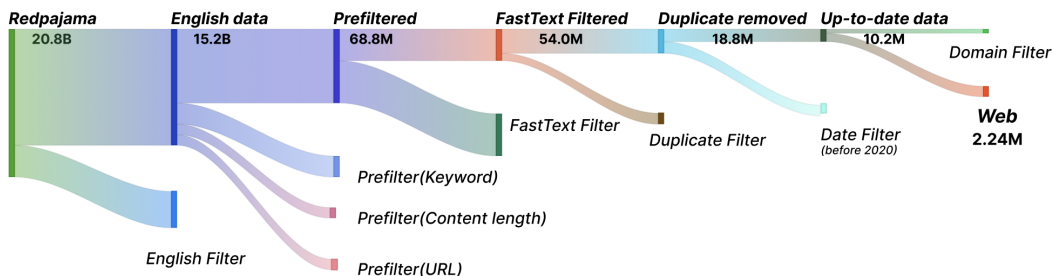 Redpajama
English data
Prefiltered
FastText Filtered
Duplicate removed
Up-to-date data
20.8B
15.2B
68.8M
54.0M
18.8M
10.2M
Domain Filter
Web
2.24M
FastText Filter
Duplicate Filter
Date Filter
(before 2020)
Prefilter(Keyword)
Prefilter(Content length)
English Filter
Prefilter(URL)